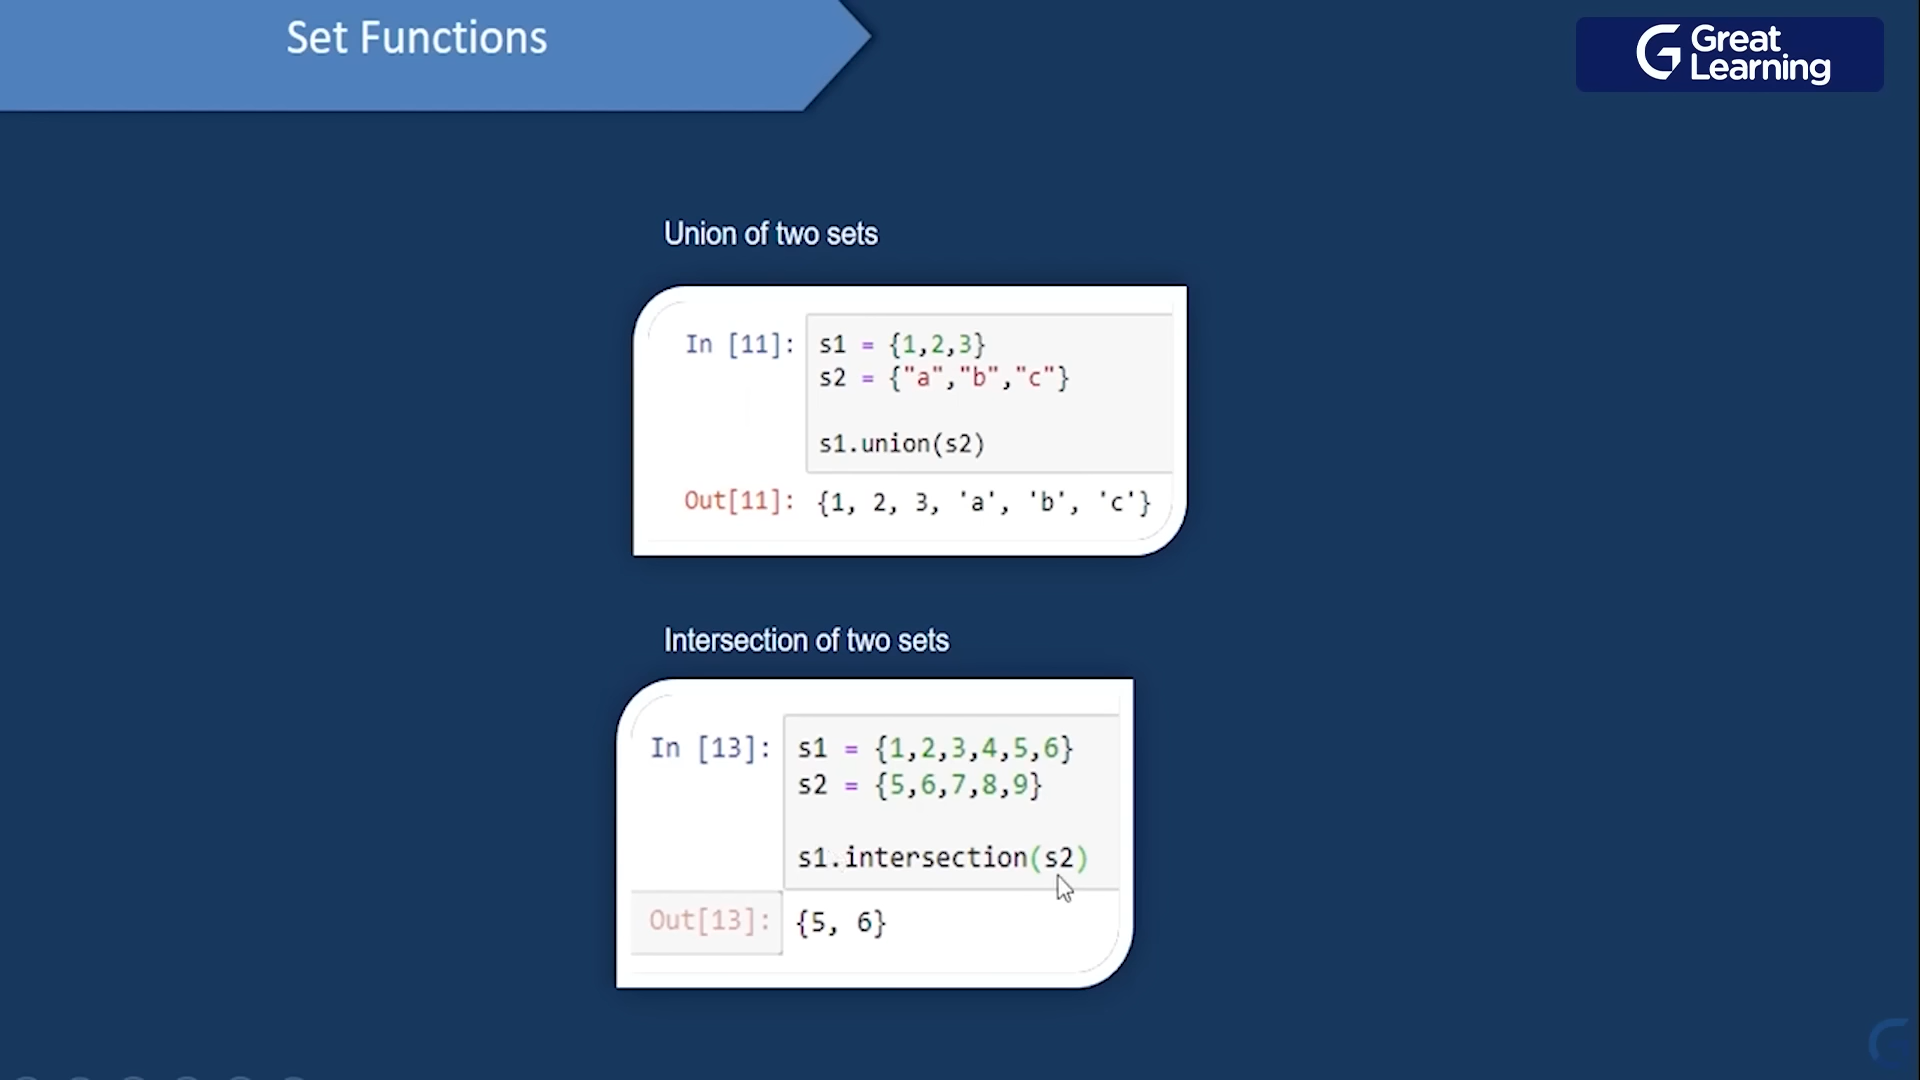 Set Functions
Great
Learning
Union of two sets
In [11]: s1 = {1,2,3}
s2 = {"a","b","c"}
s1.union(s2)
Out[11]: {1, 2, 3, 'a', 'b', 'c'}
Intersection of two sets
In [13]: s1 = {1,2,3,4,5,6}
s2 = {5,6,7,8,9}
s1.intersection(s2)
Out[13]: {5, 6}